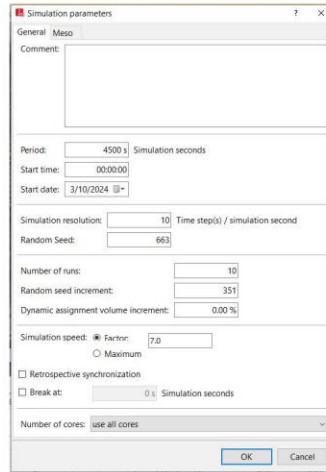 Simulation parameters ? ×
General Meso
Comment:
Period: 4500 s Simulation seconds
Start time: 00:00:00
Start date: 3/10/2024
Simulation resolution: 10 Time step(s) / simulation second
Random Seed: 663
Number of runs: 10
Random seed increment: 351
Dynamic assignment volume increment: 0.00 %
Simulation speed: Factor: 7.0
Maximum
Retrospective synchronization
Break at: 0 s Simulation seconds
Number of cores: use all cores
OK Cancel